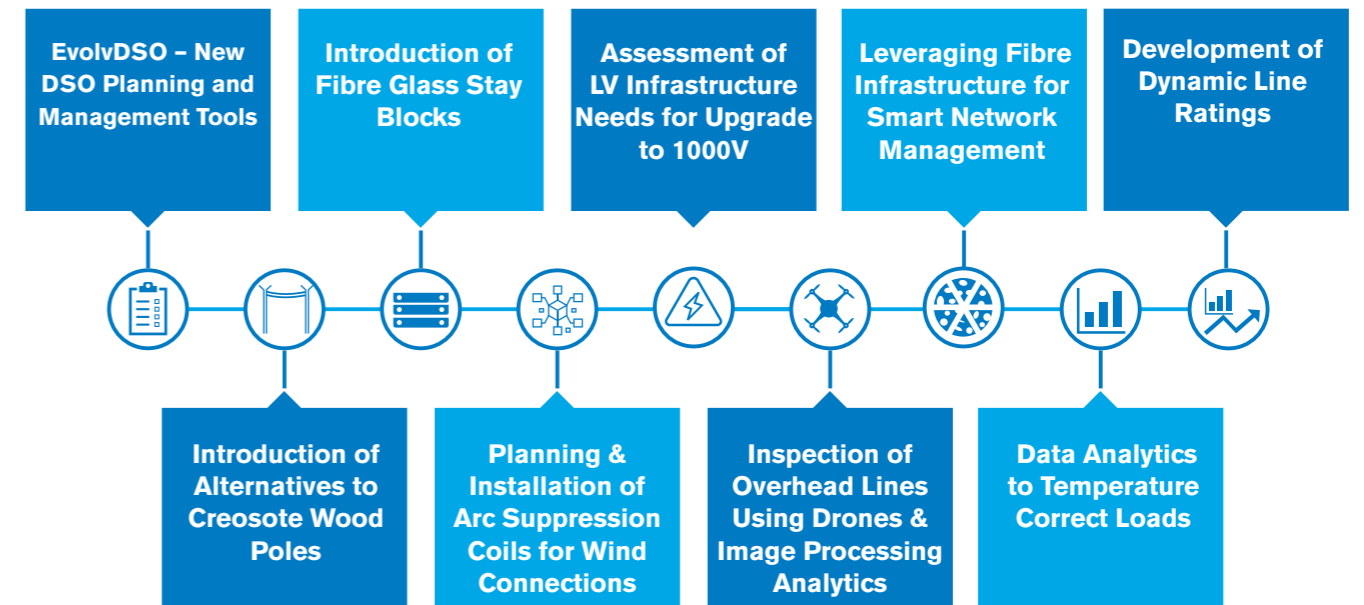 EvolvDSO – New
DSO Planning and
Management Tools
Introduction of
Fibre Glass Stay
Blocks
Assessment of
LV Infrastructure
Needs for Upgrade
to 1000V
Leveraging Fibre
Infrastructure for
Smart Network
Management
Development of
Dynamic Line
Ratings
Introduction of
Alternatives to
Creosote Wood
Poles
Planning &
Installation of
Arc Suppression
Coils for Wind
Connections
Inspection of
Overhead Lines
Using Drones &
Image Processing
Analytics
Data Analytics
to Temperature
Correct Loads